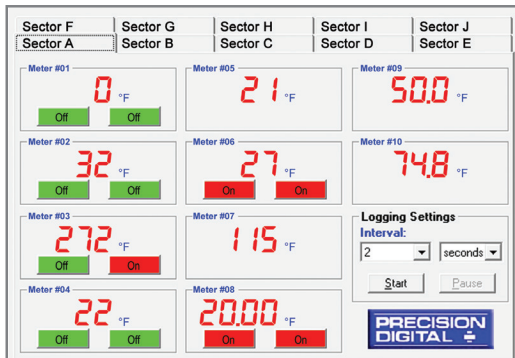 Sector F Sector G Sector H Sector I Sector J
Sector A Sector B Sector C Sector D Sector E
Meter #01
0 °F
Off Off
Meter #02
32 °F
Off Off
Meter #03
272 °F
Off On
Meter #04
22 °F
Off Off
Meter #05
21 °F
Meter #06
27 °F
On On
Meter #07
115 °F
Meter #08
20.00 °F
On On
Meter #09
50.0 °F
Meter #10
74.8 °F
Logging Settings
Interval:
2 seconds
Start Pause
PRECISION
DIGITAL